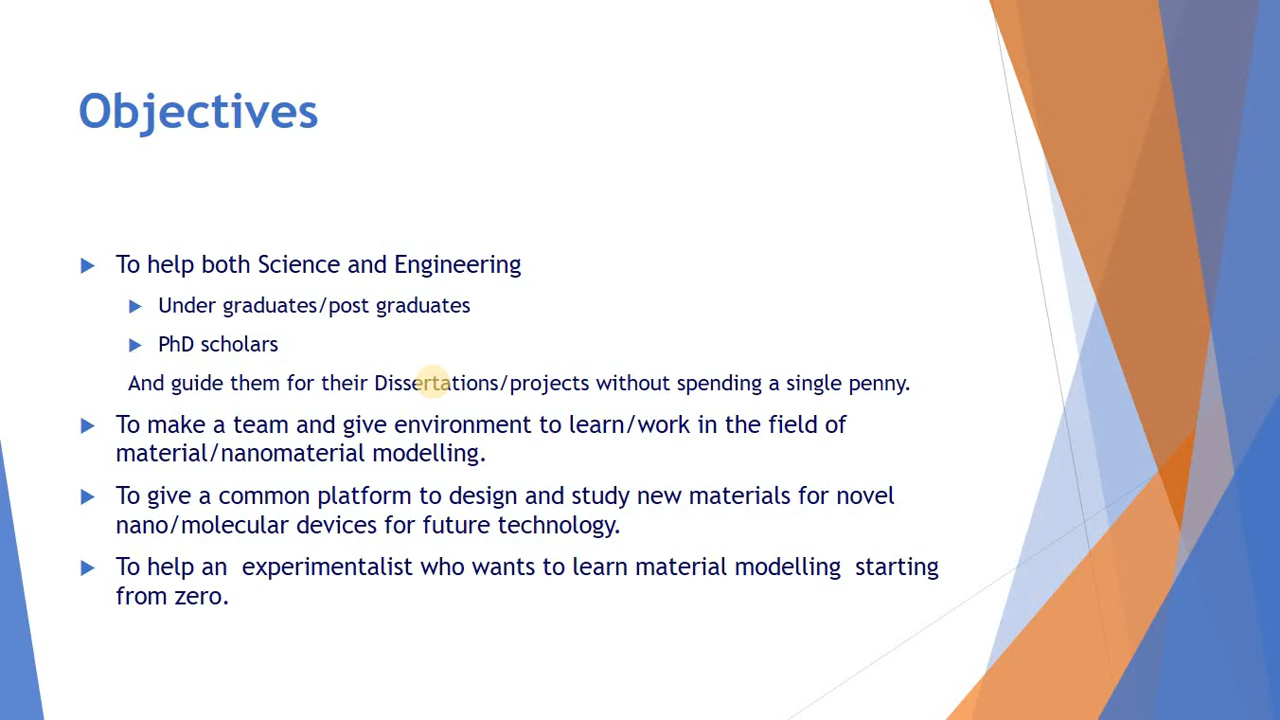 Objectives
To help both Science and Engineering
Under graduates/post graduates
PhD scholars
And guide them for their Dissertations/projects without spending a single penny.
To make a team and give environment to learn/work in the field of
material/nanomaterial modelling.
To give a common platform to design and study new materials for novel
nano/molecular devices for future technology.
To help an  experimentalist who wants to learn material modelling  starting
from zero.